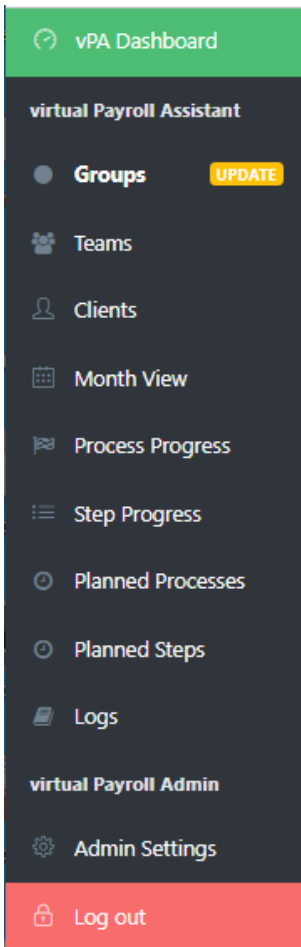 vPA Dashboard
virtual Payroll Assistant
Groups UPDATE
Teams
Clients
Month View
Process Progress
Step Progress
Planned Processes
Planned Steps
Logs
virtual Payroll Admin
Admin Settings
Log out